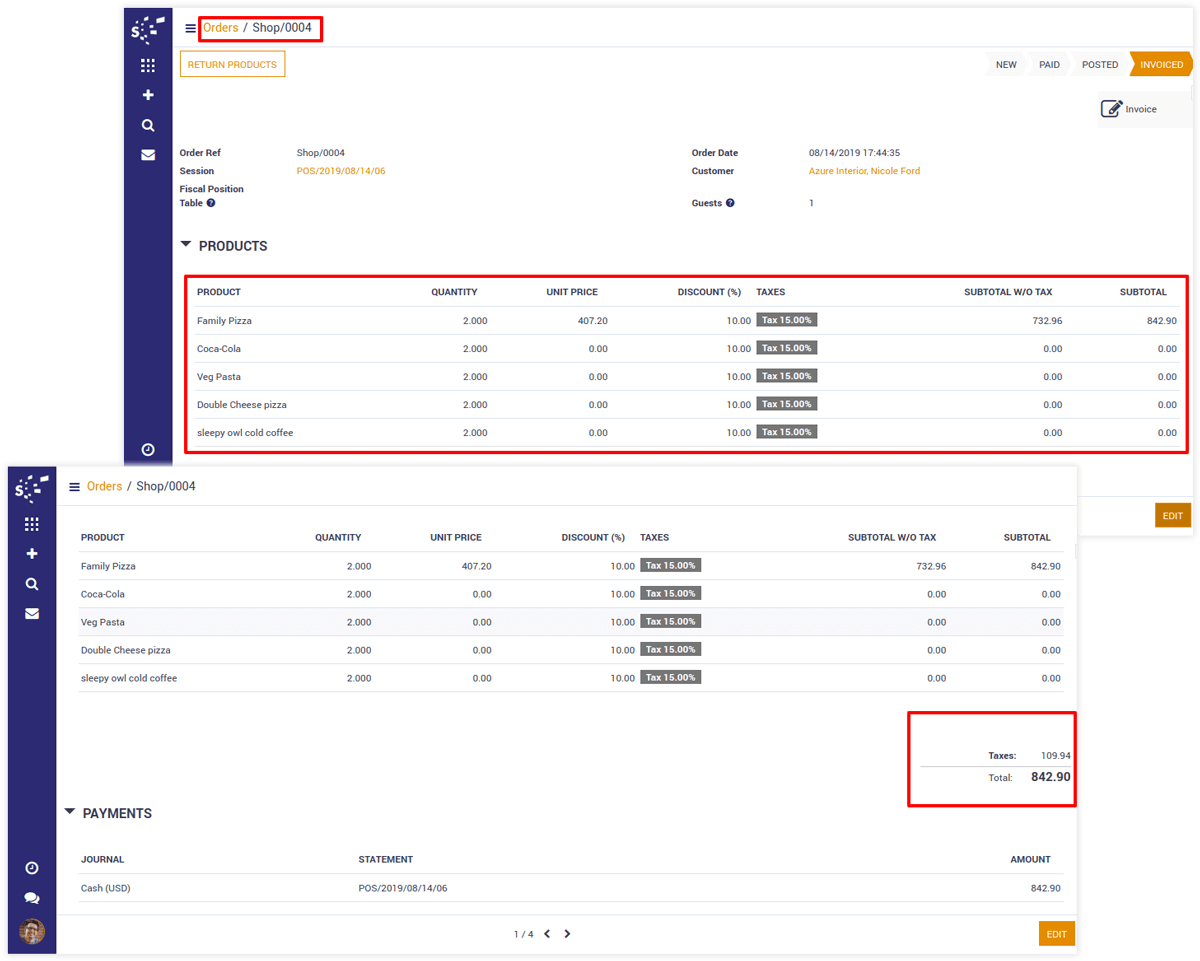 Orders / Shop/0004
RETURN PRODUCTS
NEW PAID POSTED INVOICED
Invoice
Order Ref Shop/0004 Order Date 08/14/2019 17:44:35
Session POS/2019/08/14/06 Customer Azure Interior, Nicole Ford
Fiscal Position
Table ? Guests ? 1
PRODUCTS
PRODUCT QUANTITY UNIT PRICE DISCOUNT (%) TAXES SUBTOTAL W/O TAX SUBTOTAL
Family Pizza 2.000 407.20 10.00 Tax 15.00% 732.96 842.90
Coca-Cola 2.000 0.00 10.00 Tax 15.00% 0.00 0.00
Veg Pasta 2.000 0.00 10.00 Tax 15.00% 0.00 0.00
Double Cheese pizza 2.000 0.00 10.00 Tax 15.00% 0.00 0.00
sleepy owl cold coffee 2.000 0.00 10.00 Tax 15.00% 0.00 0.00
EDIT
Orders / Shop/0004
PRODUCT QUANTITY UNIT PRICE DISCOUNT (%) TAXES SUBTOTAL W/O TAX SUBTOTAL
Family Pizza 2.000 407.20 10.00 Tax 15.00% 732.96 842.90
Coca-Cola 2.000 0.00 10.00 Tax 15.00% 0.00 0.00
Veg Pasta 2.000 0.00 10.00 Tax 15.00% 0.00 0.00
Double Cheese pizza 2.000 0.00 10.00 Tax 15.00% 0.00 0.00
sleepy owl cold coffee 2.000 0.00 10.00 Tax 15.00% 0.00 0.00
Taxes: 109.94
Total: 842.90
PAYMENTS
JOURNAL STATEMENT AMOUNT
Cash (USD) POS/2019/08/14/06 842.90
1 / 4
EDIT